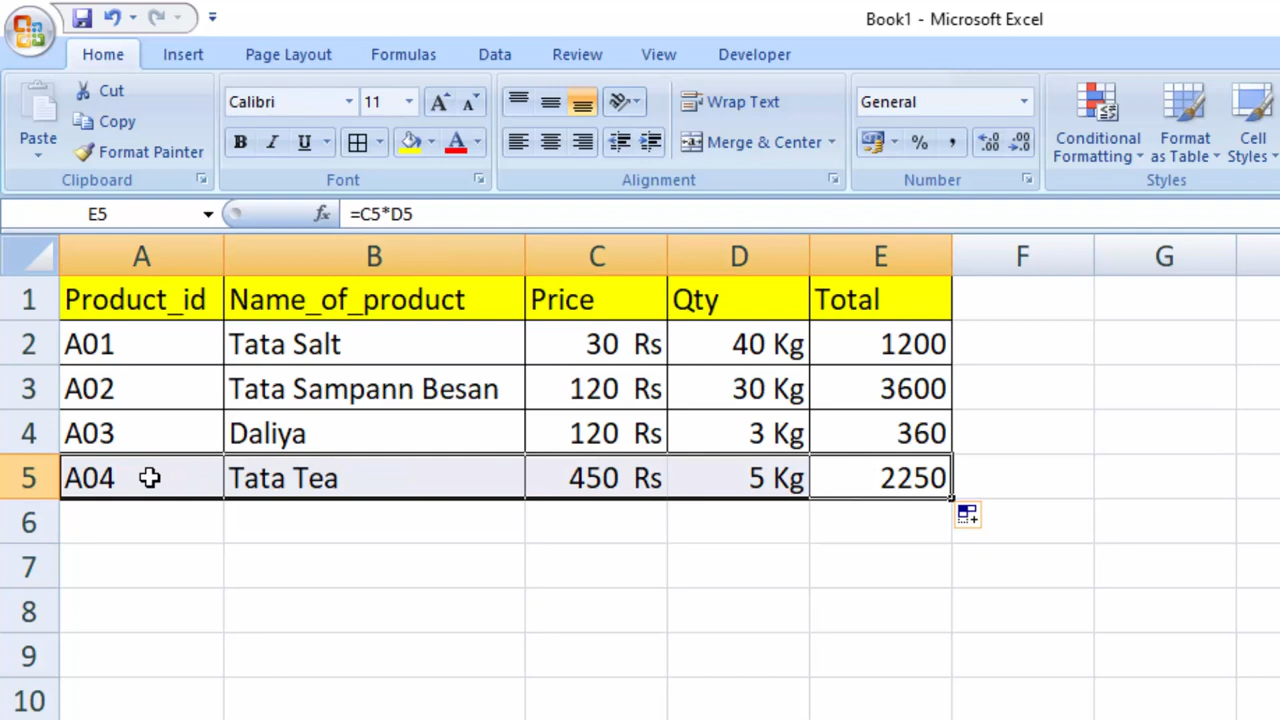 Book1 - Microsoft Excel
Home Insert Page Layout Formulas Data Review View Developer
Cut
Copy
Format Painter
Paste
Clipboard
Calibri 11
B I U
Font
Wrap Text
Merge & Center
Alignment
General
% ,
Number
Conditional Formatting
Format as Table
Cell Styles
Styles
E5 fx =C5*D5
A B C D E F G
1 Product_id Name_of_product Price Qty Total
2 A01 Tata Salt 30 Rs 40 Kg 1200
3 A02 Tata Sampann Besan 120 Rs 30 Kg 3600
4 A03 Daliya 120 Rs 3 Kg 360
5 A04 Tata Tea 450 Rs 5 Kg 2250
6
7
8
9
10